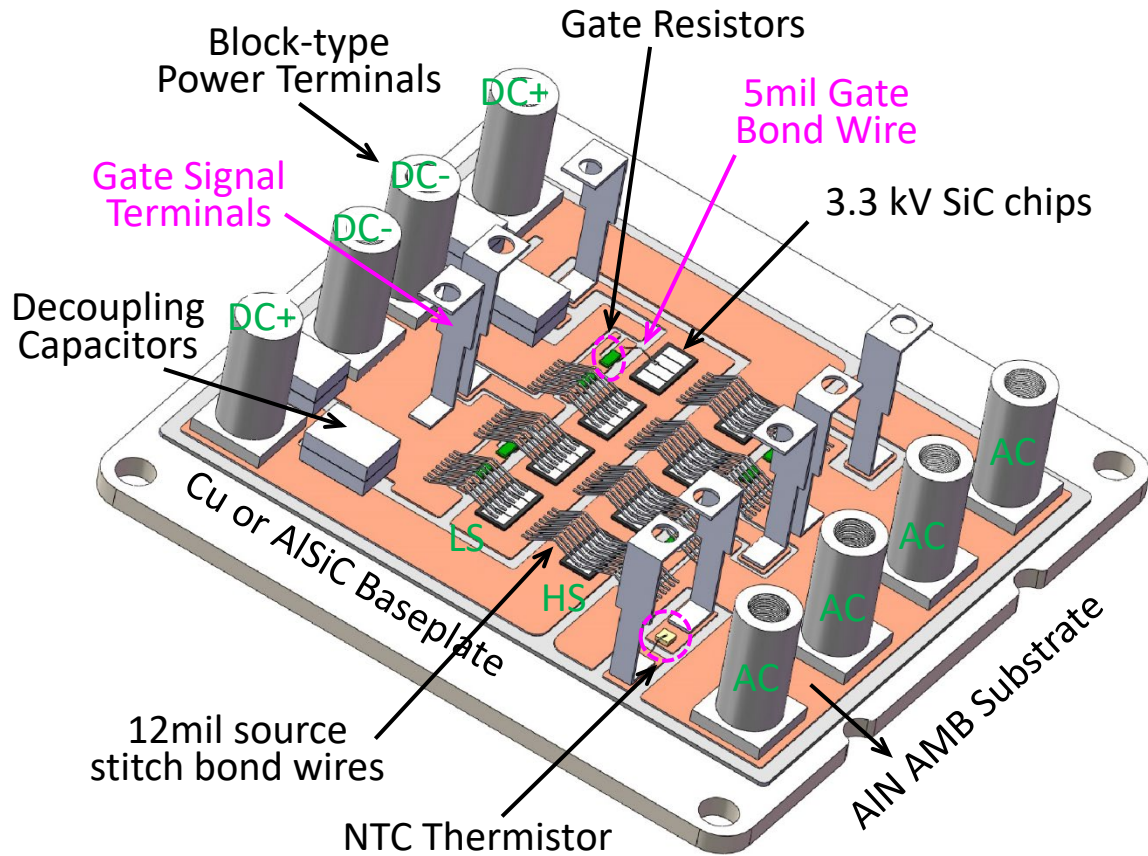 Gate Resistors
Block-type
Power Terminals
DC+
5mil Gate
Bond Wire
DC-
Gate Signal
Terminals
3.3 kV SiC chips
DC-
Decoupling
Capacitors
DC+
AC
AC
Cu or AlSiC Baseplate
LS
HS
AC
AC
AlN AMB Substrate
12mil source
stitch bond wires
NTC Thermistor